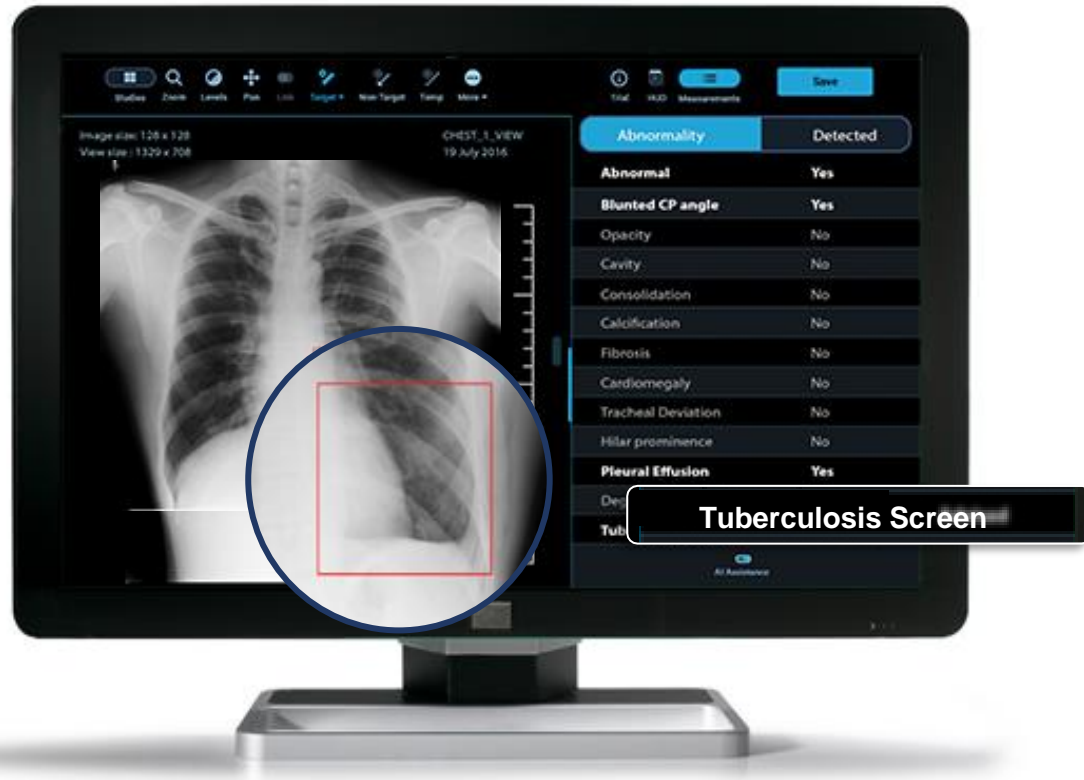 Studies Zoom Levels Pan Link Target Non-Target Temp More
Trial HUD Measurements Save
Image size: 128 x 128
View size : 1329 x 708
CHEST_1_VIEW
19 July 2016
Abnormality Detected
Abnormal Yes
Blunted CP angle Yes
Opacity No
Cavity No
Consolidation No
Calcification No
Fibrosis No
Cardiomegaly No
Tracheal Deviation No
Hilar prominence No
Pleural Effusion Yes
Deg
Tub
Tuberculosis Screen
AI Assistance